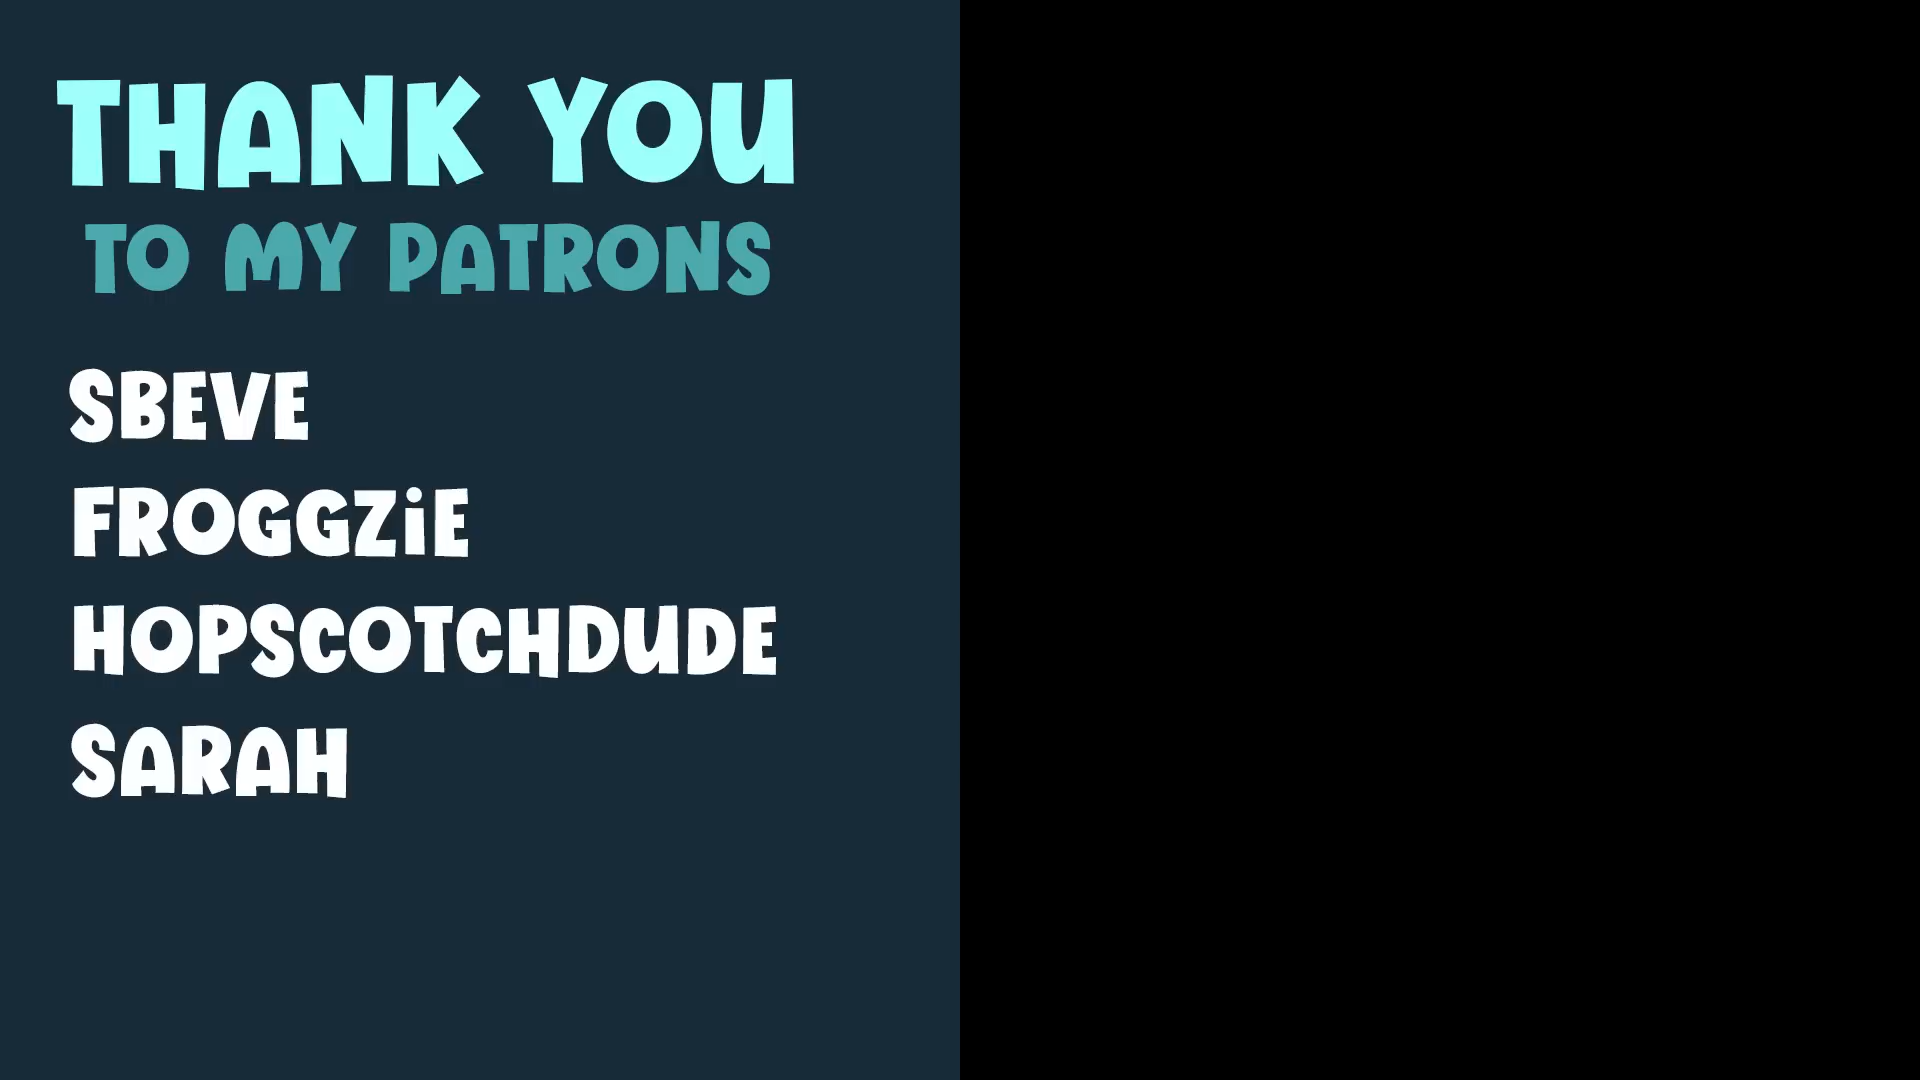 THANK YOU
TO MY PATRONS
SBEVE
FROGGZiE
HOPSCOTCHDUDE
SARAH